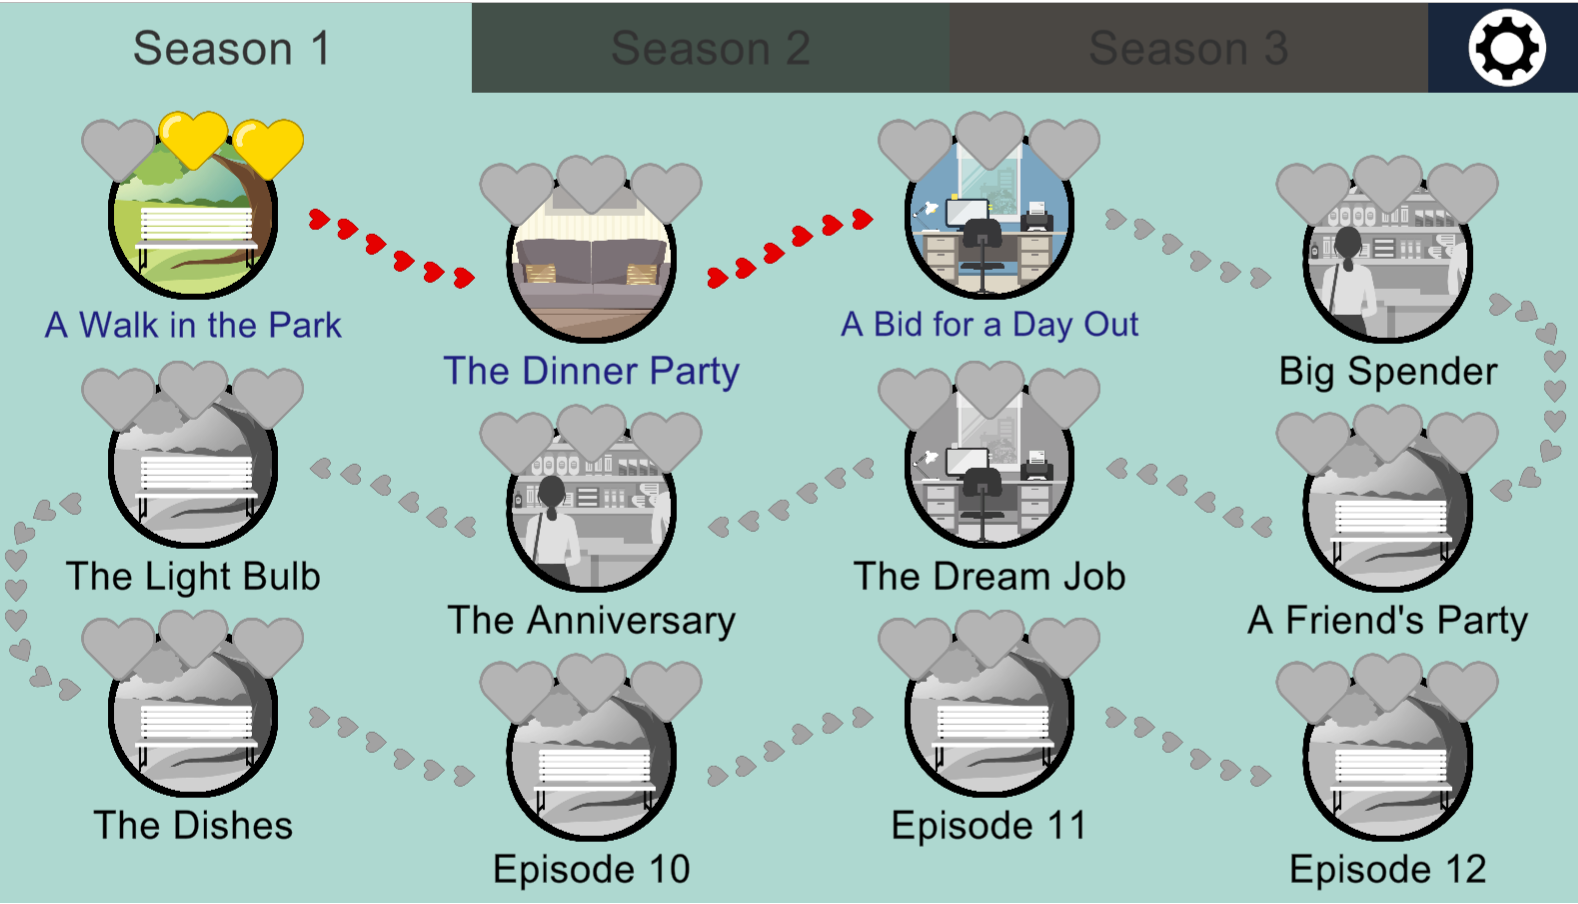 Season 1
Season 2
Season 3
A Walk in the Park
The Dinner Party
A Bid for a Day Out
Big Spender
The Light Bulb
The Anniversary
The Dream Job
A Friend's Party
The Dishes
Episode 10
Episode 11
Episode 12